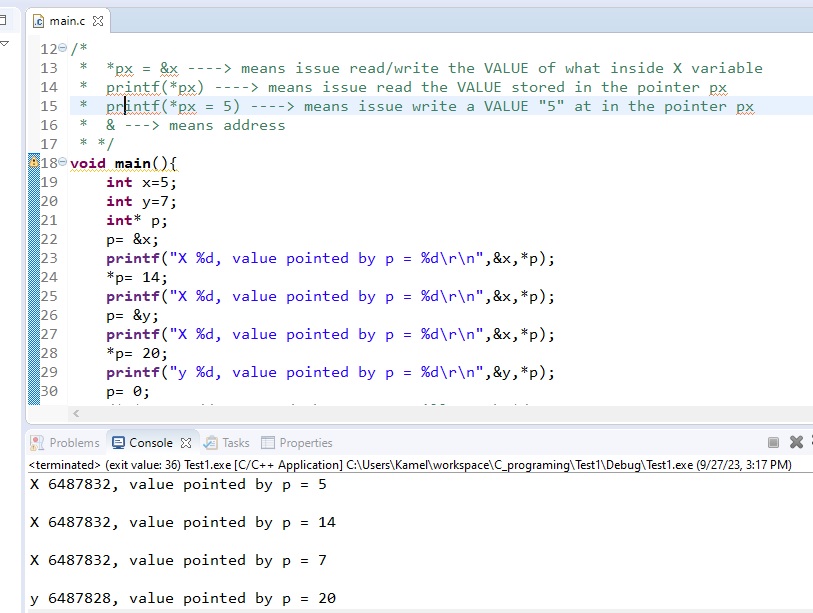 main.c
12 /*
13 * *px = &x ----> means issue read/write the VALUE of what inside X variable
14 * printf(*px) ----> means issue read the VALUE stored in the pointer px
15 * printf(*px = 5) ----> means issue write a VALUE "5" at in the pointer px
16 * & ---> means address
17 * */
18 void main(){
19 int x=5;
20 int y=7;
21 int* p;
22 p= &x;
23 printf("X %d, value pointed by p = %d\r\n",&x,*p);
24 *p= 14;
25 printf("X %d, value pointed by p = %d\r\n",&x,*p);
26 p= &y;
27 printf("X %d, value pointed by p = %d\r\n",&x,*p);
28 *p= 20;
29 printf("y %d, value pointed by p = %d\r\n",&y,*p);
30 p= 0;
Problems Console Tasks Properties
<terminated> (exit value: 36) Test1.exe [C/C++ Application] C:\Users\Kamel\workspace\C_programing\Test1\Debug\Test1.exe (9/27/23, 3:17 PM)
X 6487832, value pointed by p = 5
X 6487832, value pointed by p = 14
X 6487832, value pointed by p = 7
y 6487828, value pointed by p = 20